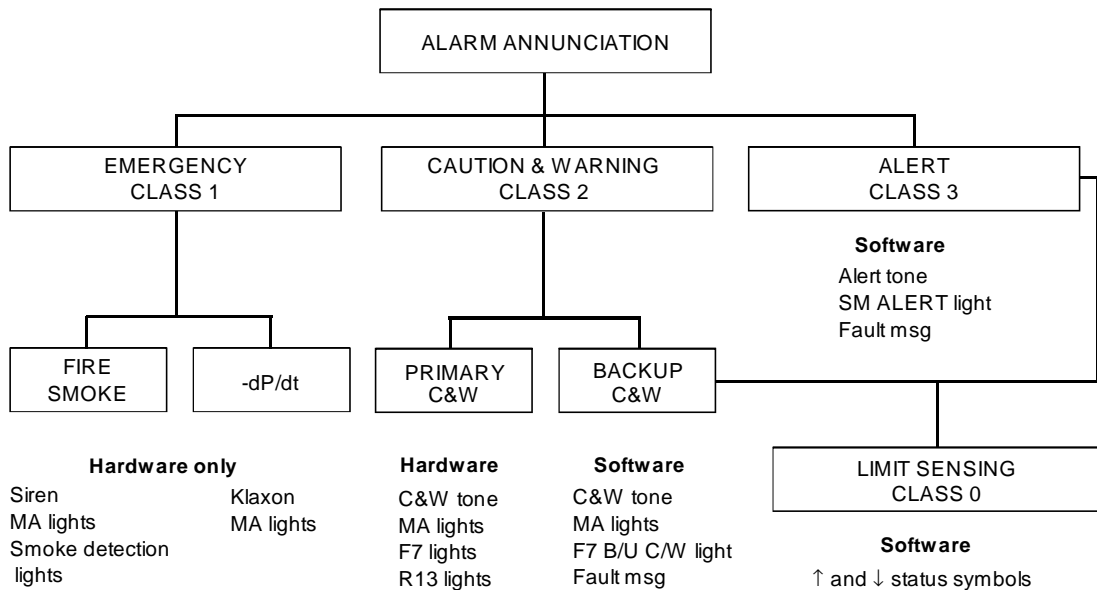 ALARM ANNUNCIATION
EMERGENCY
CLASS 1
CAUTION & WARNING
CLASS 2
ALERT
CLASS 3
Software
Alert tone
SM ALERT light
Fault msg
FIRE
SMOKE
-dP/dt
PRIMARY
C&W
BACKUP
C&W
Hardware only
Siren
MA lights
Smoke detection
lights
Klaxon
MA lights
Hardware
C&W tone
MA lights
F7 lights
R13 lights
Software
C&W tone
MA lights
F7 B/U C/W light
Fault msg
LIMIT SENSING
CLASS 0
Software
↑ and ↓ status symbols